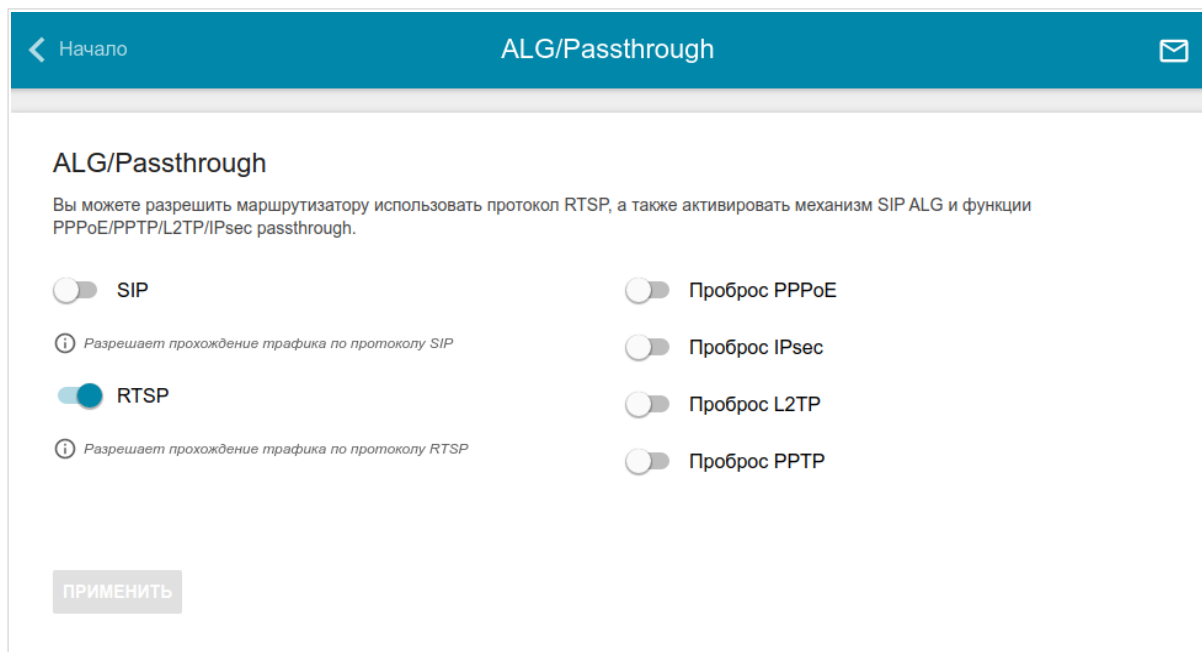 Начало
ALG/Passthrough
ALG/Passthrough
Вы можете разрешить маршрутизатору использовать протокол RTSP, а также активировать механизм SIP ALG и функции
PPPoE/PPTP/L2TP/IPsec passthrough.
SIP
Разрешает прохождение трафика по протоколу SIP
RTSP
Разрешает прохождение трафика по протоколу RTSP
Проброс PPPoE
Проброс IPsec
Проброс L2TP
Проброс PPTP
ПРИМЕНИТЬ